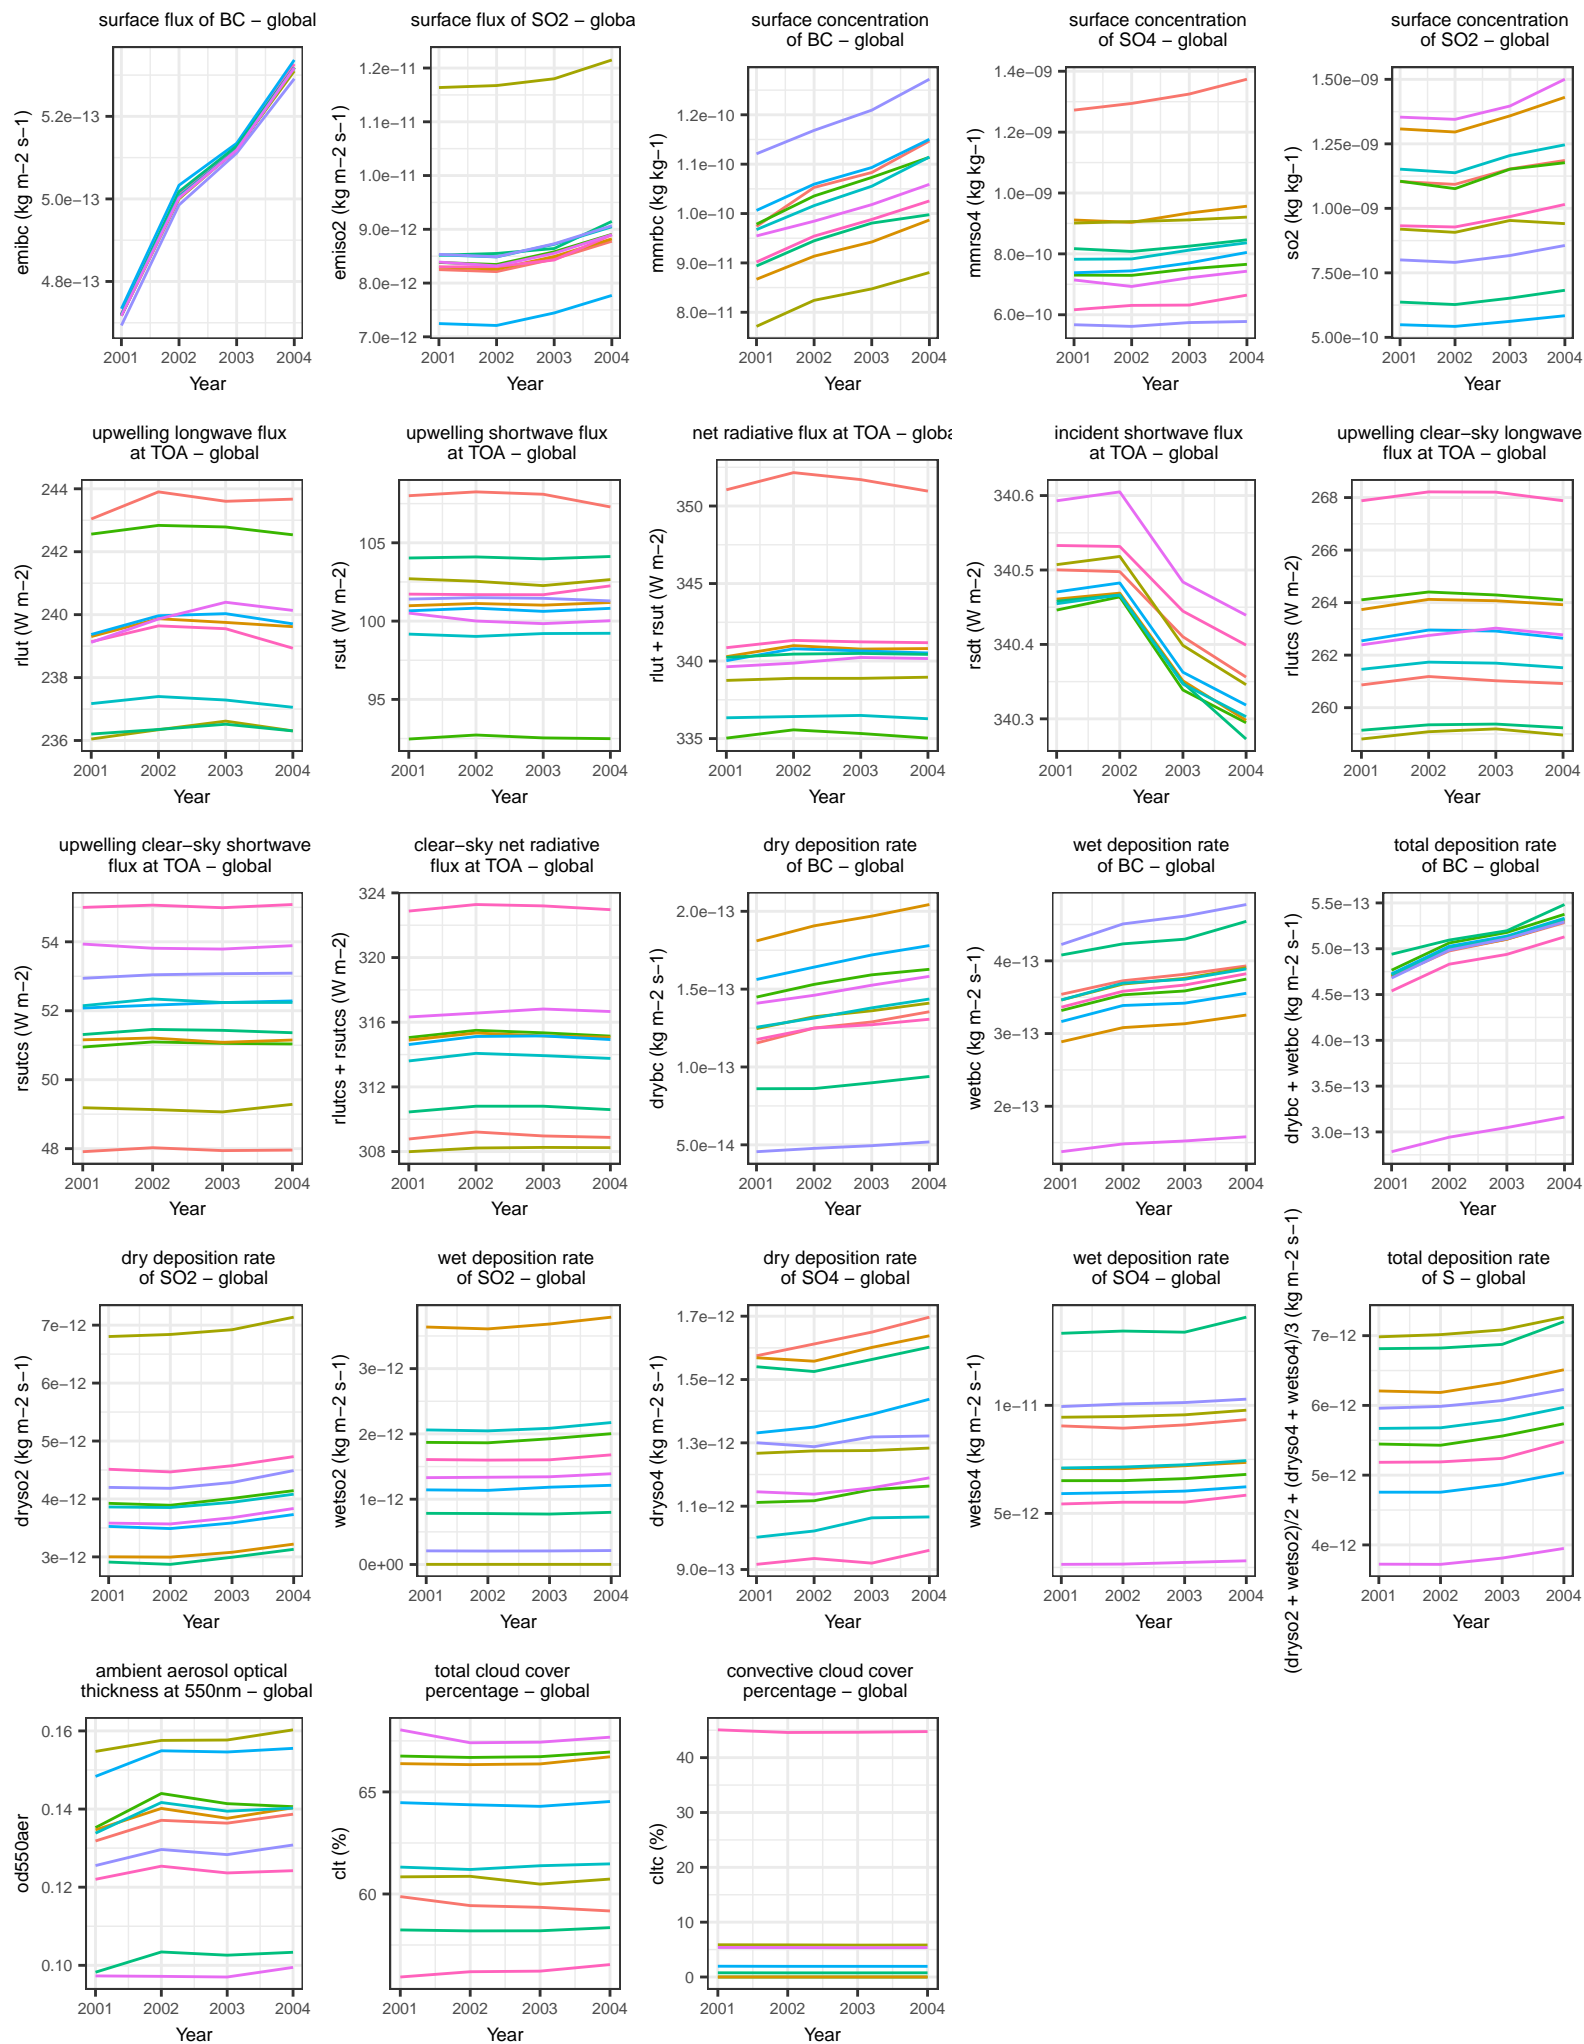 surface flux of BC − global
emibc (kg m−2 s−1)
5.2e−13
5.0e−13
4.8e−13
2001 2002 2003 2004
Year
surface flux of SO2 − globa
emiso2 (kg m−2 s−1)
1.2e−11
1.1e−11
1.0e−11
9.0e−12
8.0e−12
7.0e−12
2001 2002 2003 2004
Year
surface concentration
of BC − global
mmrbc (kg kg−1)
1.2e−10
1.1e−10
1.0e−10
9.0e−11
8.0e−11
2001 2002 2003 2004
Year
surface concentration
of SO4 − global
mmrso4 (kg kg−1)
1.4e−09
1.2e−09
1.0e−09
8.0e−10
6.0e−10
2001 2002 2003 2004
Year
surface concentration
of SO2 − global
so2 (kg kg−1)
1.50e−09
1.25e−09
1.00e−09
7.50e−10
5.00e−10
2001 2002 2003 2004
Year
upwelling longwave flux
at TOA − global
rlut (W m−2)
244
242
240
238
236
2001 2002 2003 2004
Year
upwelling shortwave flux
at TOA − global
rsut (W m−2)
105
100
95
2001 2002 2003 2004
Year
net radiative flux at TOA − globa
rlut + rsut (W m−2)
350
345
340
335
2001 2002 2003 2004
Year
incident shortwave flux
at TOA − global
rsdt (W m−2)
340.6
340.5
340.4
340.3
2001 2002 2003 2004
Year
upwelling clear−sky longwave
flux at TOA − global
rlutcs (W m−2)
268
266
264
262
260
2001 2002 2003 2004
Year
upwelling clear−sky shortwave
flux at TOA − global
rsutcs (W m−2)
54
52
50
48
2001 2002 2003 2004
Year
clear−sky net radiative
flux at TOA − global
rlutcs + rsutcs (W m−2)
324
320
316
312
308
2001 2002 2003 2004
Year
dry deposition rate
of BC − global
drybc (kg m−2 s−1)
2.0e−13
1.5e−13
1.0e−13
5.0e−14
2001 2002 2003 2004
Year
wet deposition rate
of BC − global
wetbc (kg m−2 s−1)
4e−13
3e−13
2e−13
2001 2002 2003 2004
Year
total deposition rate
of BC − global
drybc + wetbc (kg m−2 s−1)
5.5e−13
5.0e−13
4.5e−13
4.0e−13
3.5e−13
3.0e−13
2001 2002 2003 2004
Year
dry deposition rate
of SO2 − global
dryso2 (kg m−2 s−1)
7e−12
6e−12
5e−12
4e−12
3e−12
2001 2002 2003 2004
Year
wet deposition rate
of SO2 − global
wetso2 (kg m−2 s−1)
3e−12
2e−12
1e−12
0e+00
2001 2002 2003 2004
Year
dry deposition rate
of SO4 − global
dryso4 (kg m−2 s−1)
1.7e−12
1.5e−12
1.3e−12
1.1e−12
9.0e−13
2001 2002 2003 2004
Year
wet deposition rate
of SO4 − global
wetso4 (kg m−2 s−1)
1e−11
5e−12
2001 2002 2003 2004
Year
total deposition rate
of S − global
(dryso2 + wetso2)/2 + (dryso4 + wetso4)/3 (kg m−2 s−1)
7e−12
6e−12
5e−12
4e−12
2001 2002 2003 2004
Year
ambient aerosol optical
thickness at 550nm − global
od550aer
0.16
0.14
0.12
0.10
2001 2002 2003 2004
Year
total cloud cover
percentage − global
clt (%)
65
60
2001 2002 2003 2004
Year
convective cloud cover
percentage − global
cltc (%)
40
30
20
10
0
2001 2002 2003 2004
Year